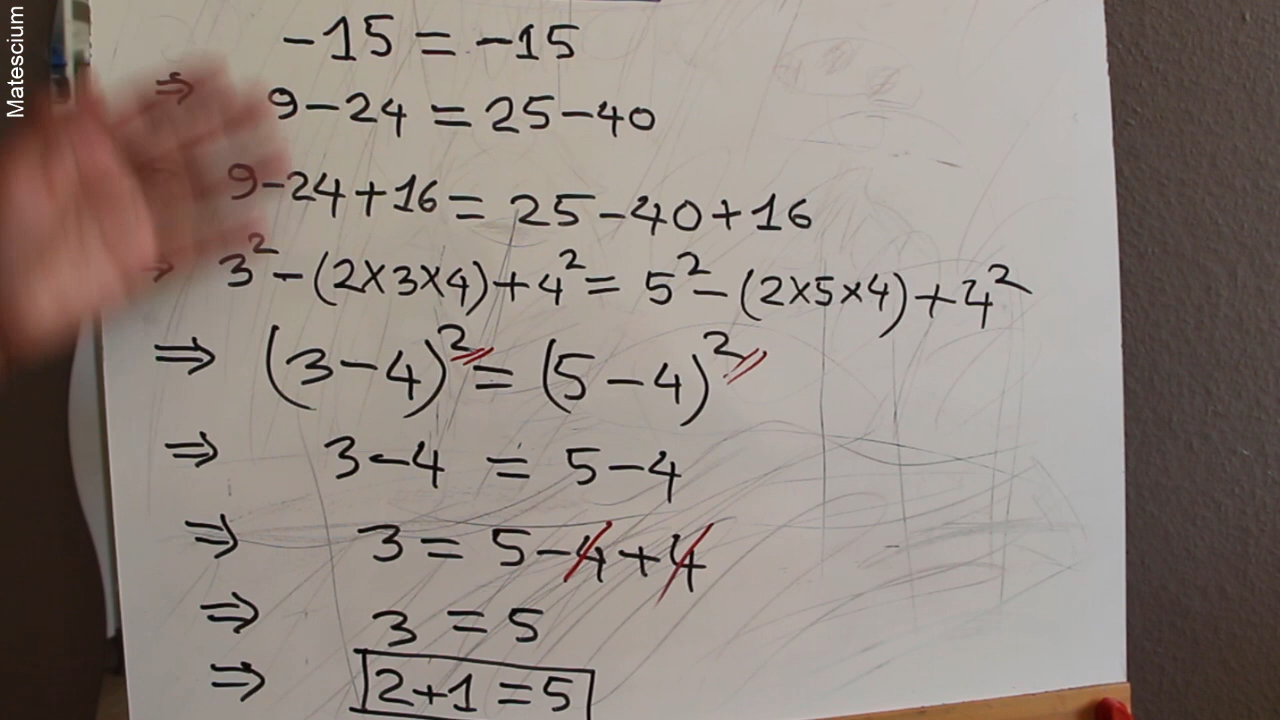 Matescium
-15 = -15
⇒ 9-24 = 25-40
9-24+16 = 25-40+16
⇒ 3²-(2×3×4)+4² = 5²-(2×5×4)+4²
⇒ (3-4)² = (5-4)²
⇒ 3-4 = 5-4
⇒ 3 = 5-4+4
⇒ 3 = 5
⇒ 2+1 = 5